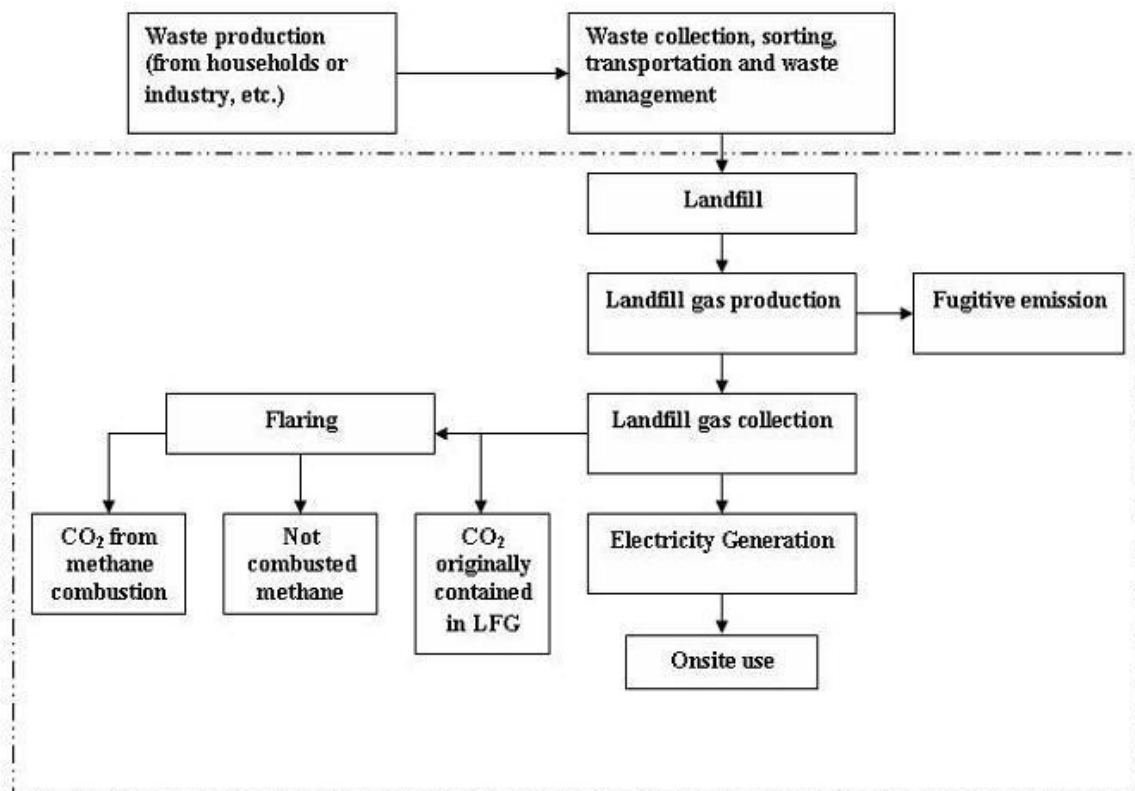 Waste production
(from households or
industry, etc.)
Waste collection, sorting,
transportation and waste
management
Landfill
Landfill gas production
Fugitive emission
Flaring
Landfill gas collection
CO₂ from
methane
combustion
Not
combusted
methane
CO₂
originally
contained
in LFG
Electricity Generation
Onsite use